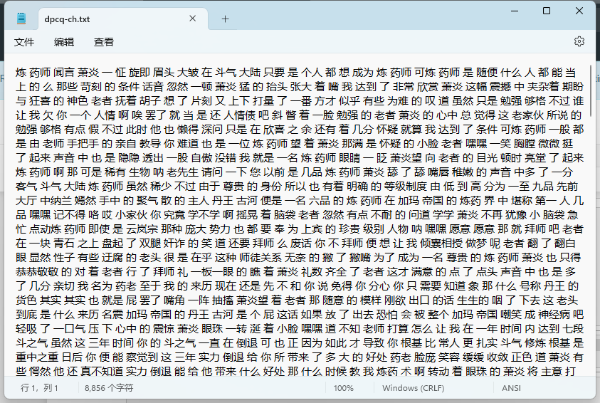 dpcq-ch.txt
文件 编辑 查看
炼 药师 闻言 萧炎 一 怔 旋即 眉头 大皱 在 斗气 大陆 只要 是 个人 都 想 成为 炼 药师 可炼 药师 是 随便 什么 人 都 能 当
上 的 么 那些 苛刻 的 条件 话音 忽然 一顿 萧炎 猛 的 抬头 张大 着 嘴 我 达到 了 非常 欣赏 萧炎 这幅 震撼 中 夹杂 着 期盼
与 狂喜 的 神色 老者 抚着 胡子 想 了 片刻 又 上下 打量 了 一番 方才 似乎 有些 为难 的 叹 道 虽然 只是 勉强 够格 不过 谁
让 我 欠 你 一个 人情 啊 唉 罢了 就 当是 还 人情债 吧 斜 瞥着 一脸 勉强 的 老者 萧炎 的 心中 总 觉得 这 老家伙 所说 的
勉强 够格 有点 假 不过 此时 他 也 懒得 深问 只是 在 欣喜 之 余 还有 着 几分 怀疑 就算 我 达到 了 条件 可炼 药师 一般 都
是 由 老师 手把手 的 亲自 教导 你 难道 也 是 一位 炼 药师 望 着 萧炎 那满 是 怀疑 的 小脸 老者 嘿嘿 一笑 胸膛 微微 挺
了 起来 声音 中 也 是 隐隐 透出 一股 自傲 没错 我 就是 一名 炼 药师 眼睛 一 眨 萧炎 望向 老者 的 目光 顿时 亮堂 了 起来
炼 药师 啊 那 可是 稀有 生物 呐 老先生 请问 一下 您 以前 是 几品 炼 药师 萧炎 舔 了 舔 嘴唇 稚嫩 的 声音 中多 了 一分
客气 斗气 大陆 炼 药师 虽然 稀少 不过 由于 尊贵 的 身份 所以 也 有着 明确 的 等级 制度 由 低 到 高 分为 一至 九品 先前
大厅 中纳兰 嫣然 手中 的 聚气 散 的 主人 丹王 古河 便是 一名 六品 的 炼 药师 在 加玛 帝国 的 炼药 界 中 堪称 第一 人 几
品 嘿嘿 记不得 咯 哎 小家伙 你 究竟 学不学 啊 摇晃 着 脑袋 老者 忽然 有点 不耐 的 问道 学学 萧炎 不再 犹豫 小 脑袋 急
忙 点动炼 药师 即使 是 云岚宗 那种 庞大 势力 也 都 要 奉 为 上宾 的 珍贵 级别 人物 呐 嘿嘿 愿意 愿意 那 就 拜师 吧 老者
在 一块 青石 之上 盘起 了 双腿 奸诈 的 笑 道 还要 拜师 么 废话 你 不 拜师 便 想 让 我 倾囊相授 做梦 呢 老者 翻 了 翻白
眼 显然 性子 有些 迂腐 的 老头 很 是 在乎 这种 师徒关系 无奈 的 撇 了 撇嘴 为了 成为 一名 尊贵 的 炼 药师 萧炎 也 只得
恭恭敬敬 的 对 着 老者 行 了 拜师 礼 一板一眼 的 瞧 着 萧炎 礼数 齐全 了 老者 这才 满意 的 点 了 点头 声音 中 也 是 多
了 几分 亲切 我 名为 药老 至于 我 的 来历 现在 还是 先 不 和 你 说 免得 你 分心 你 只 需要 知道 象 那 什么 号称 丹王 的
货色 其实 其实 也 就是 屁 罢了 嘴角 一阵 抽搐 萧炎 望 着 老者 那 随意 的 模样 刚欲 出口 的话 生生 的 咽 了 下去 这 老头
到底 是 什么 来历 名震 加玛 帝国 的 丹王 古河 是 个 屁 这话 如果 放 了 出去 恐怕 会 被 整个 加玛 帝国 嘲笑 成 神经病 吧
轻吸 了 一口气 压下 心中 的 震惊 萧炎 眼珠 一转 涎着 小脸 嘿嘿 道 不知 老师 打算 怎么 让 我 在 一年 时间 内 达到 七段
斗之气 虽然 这 三年 时间 你 的 斗之气 一直 在 倒退 可 也 正因为 如此 才 导致 你 根基 比 常人 更 扎实 斗气 修炼 根基 是
重中之重 日后 你 便 能 察觉到 这 三年 实力 倒退 给 你 所 带来 了 多 大 的 好处 药老 脸庞 笑容 缓缓 收敛 正色 道 萧炎 有
些 愕然 他 还 真不知道 实力 倒退 能 给 他 带来 什么 好处 那 什么 时候 教 我 炼药 术 啊 转动 着 眼珠 的 萧炎 将 主意 打
行 1，列 1 8,856 个字符 100% Windows (CRLF) ANSI